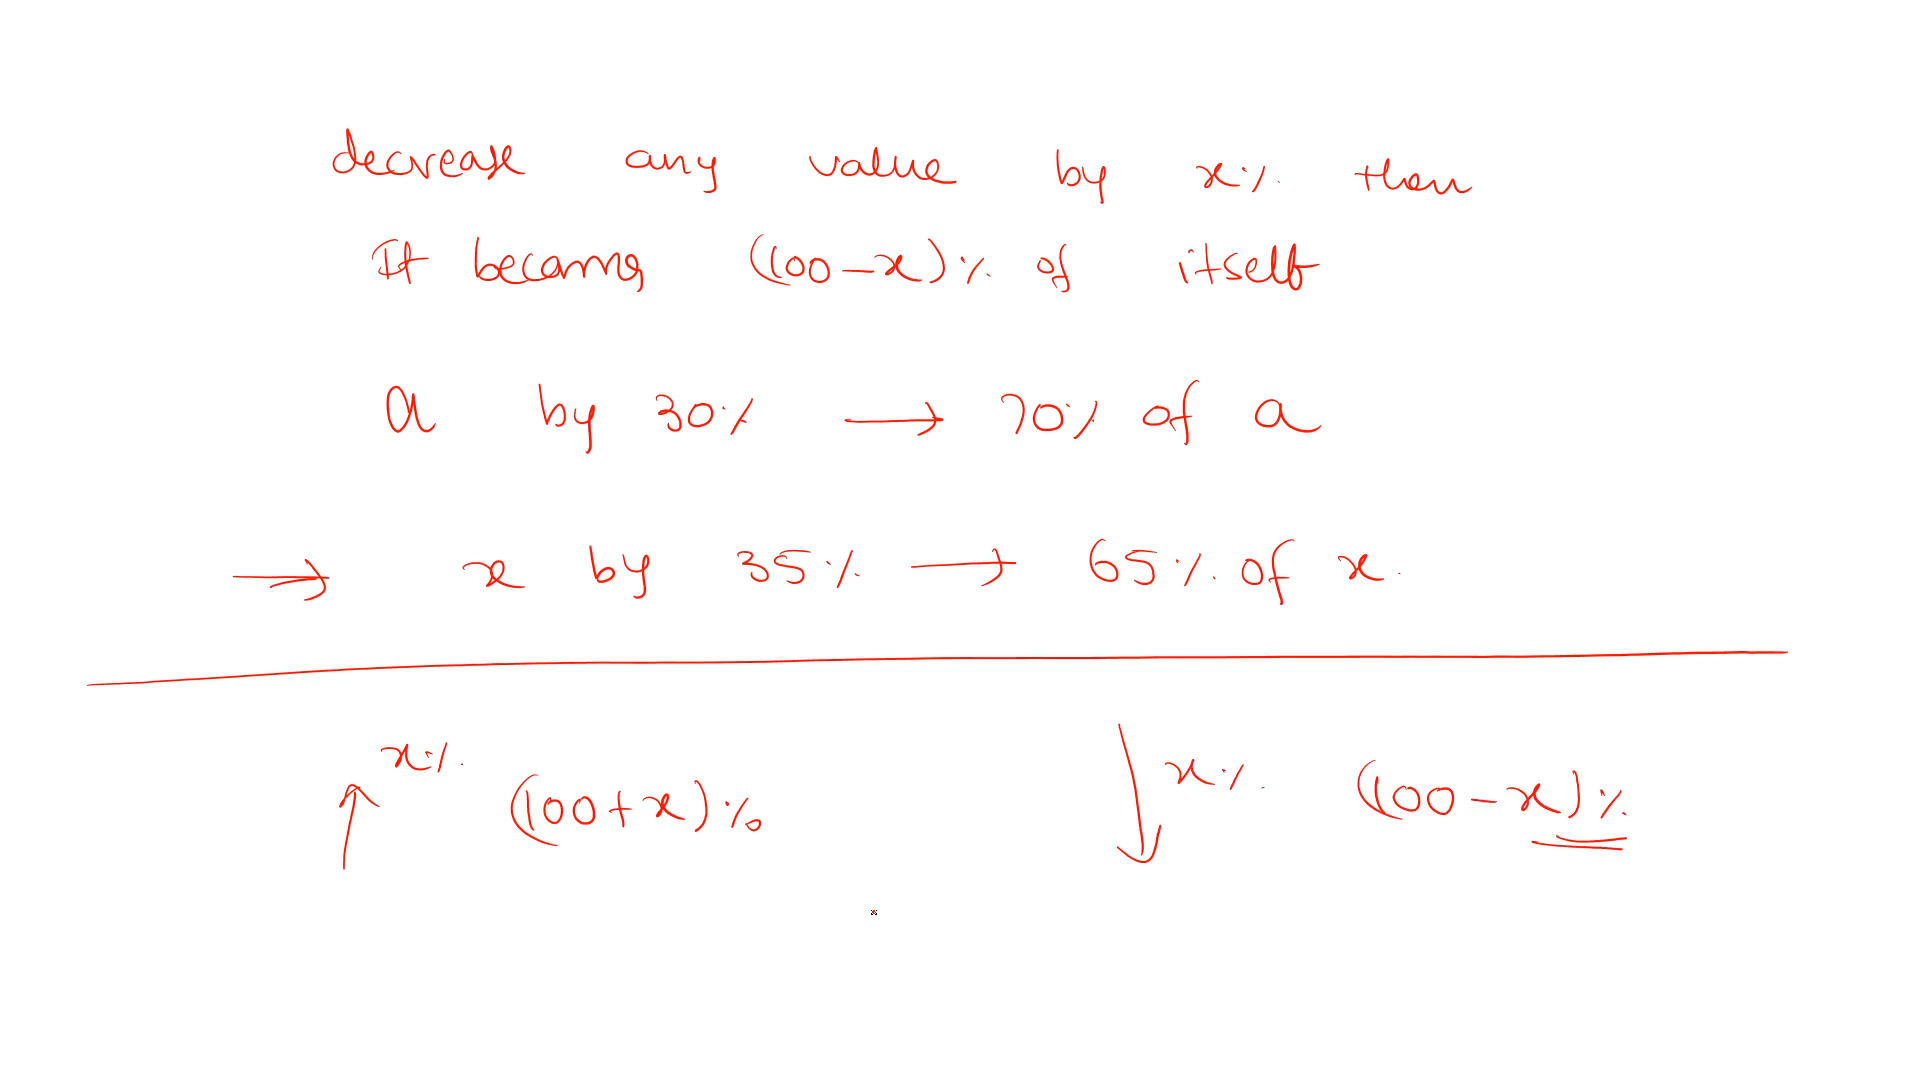 decrease any value by x% then
It becomes (100-x)% of itself
a by 30% → 70% of a
→ x by 35% → 65% of x.
↑ x% (100+x)% ↓ x% (100-x)%